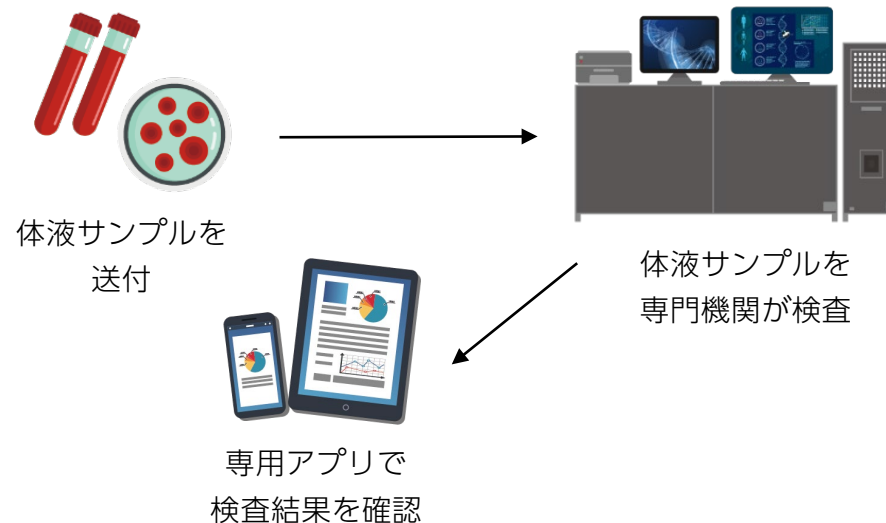 体液サンプルを
送付
体液サンプルを
専門機関が検査
専用アプリで
検査結果を確認